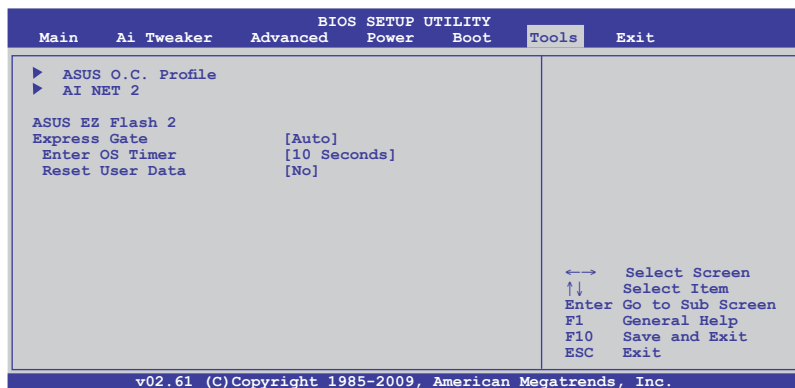 BIOS SETUP UTILITY
Main Ai Tweaker Advanced Power Boot Tools Exit
ASUS O.C. Profile
AI NET 2
ASUS EZ Flash 2
Express Gate [Auto]
Enter OS Timer [10 Seconds]
Reset User Data [No]
←→ Select Screen
↑↓ Select Item
Enter Go to Sub Screen
F1 General Help
F10 Save and Exit
ESC Exit
v02.61 (C)Copyright 1985-2009, American Megatrends, Inc.